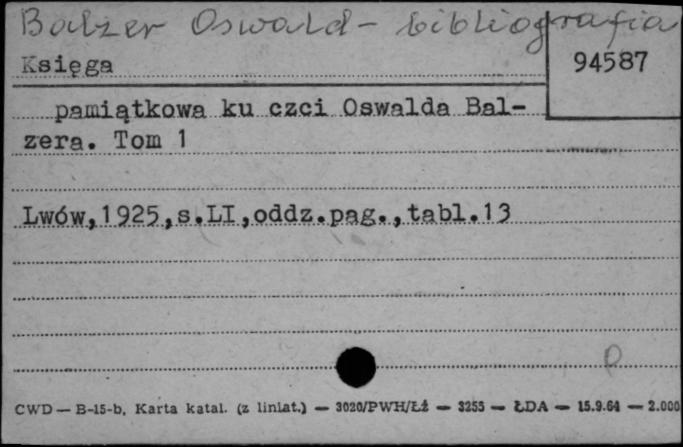 Balzer Oswald - bibliografia
Księga
94587
pamiątkowa ku czci Oswalda Bal-
zera. Tom 1
Lwów,1925,s.LI,oddz.pag.,tabl.13
p
CWD — B-15-b. Karta katal. (z liniat.) — 3020/PWH/Łż — 3255 — ŁDA — 15.9.64 — 2.000